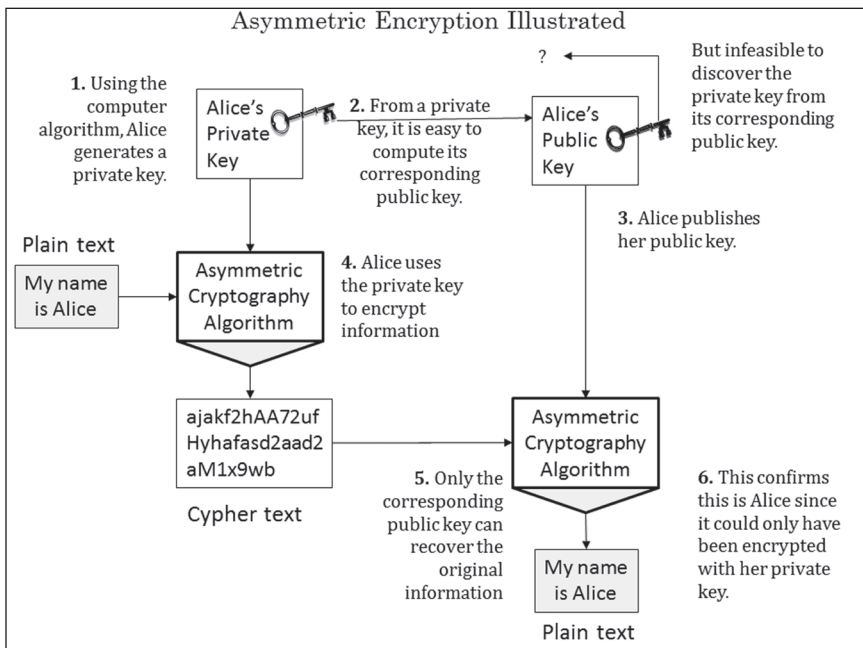 Asymmetric Encryption Illustrated
1. Using the
computer
algorithm, Alice
generates a
private key.
Alice's
Private
Key
2. From a private
key, it is easy to
compute its
corresponding
public key.
Alice's
Public
Key
?
But infeasible to
discover the
private key from
its corresponding
public key.
3. Alice publishes
her public key.
Plain text
My name
is Alice
Asymmetric
Cryptography
Algorithm
4. Alice uses
the private key
to encrypt
information
ajakf2hAA72uf
Hyhafasd2aad2
aM1x9wb
Cypher text
Asymmetric
Cryptography
Algorithm
5. Only the
corresponding
public key can
recover the
original
information
6. This confirms
this is Alice since
it could only have
been encrypted
with her private
key.
My name
is Alice
Plain text